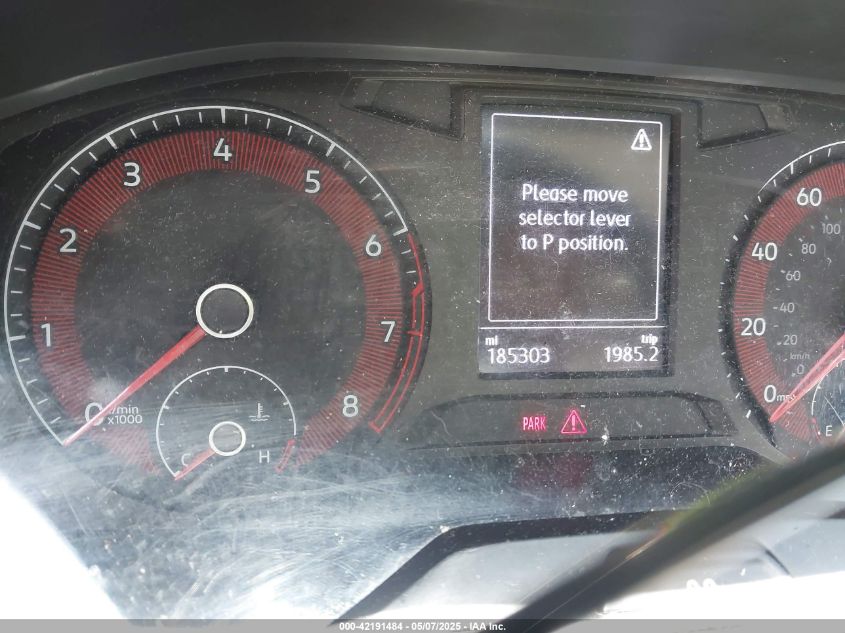 1
2
3
4
5
6
7
8
0
/min
x1000
C
H
Please move
selector lever
to P position.
mi trip
185303 1985.2
PARK
60
40
20
0
100
80
60
40
20
km/h
0
E
000-42191484 - 05/07/2025 - IAA Inc.